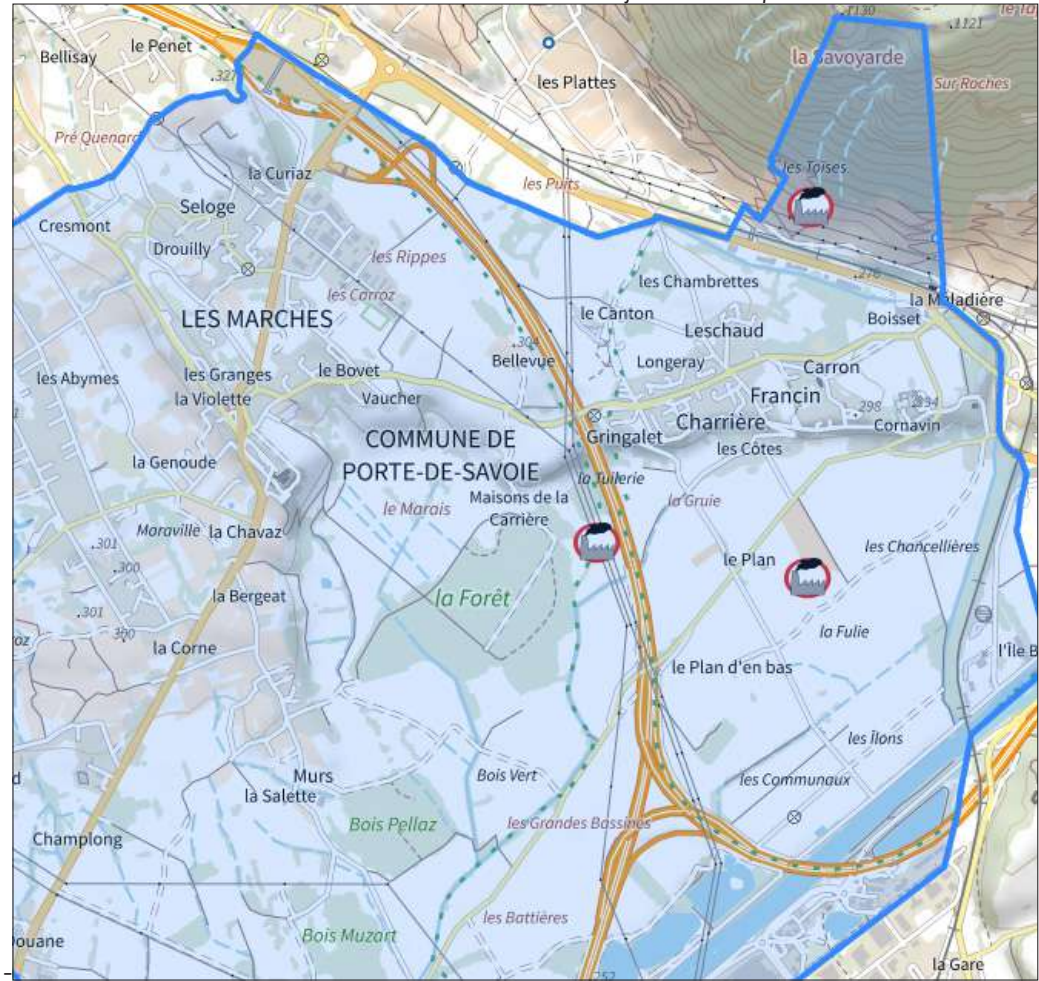 1130
.1121
le Penet
Bellisay
la Savoyarde
.327
les Plattes
Sur Roches
Pré Quenard
la Curiaz
les Toises
les Puits
Seloge
Cresmont
Drouilly
les Rippes
les Chambrettes
.276
les Carroz
la Maladière
LES MARCHES
le Canton
Boisset
Leschaud
.304
Bellevue
Longeray
les Abymes
les Granges
le Bovet
Carron
la Violette
Vaucher
Francin
298
COMMUNE DE
Gringalet
Charrière
Cornavin
PORTE-DE-SAVOIE
les Côtes
la Genoude
la Tuilerie
Maisons de la
Carrière
le Marais
la Gruie
Maraville
la Chavaz
.301
les Chancellières
le Plan
.300
la Forêt
la Bergeat
.301
300
la Fulie
la Corne
l'Île B
le Plan d'en bas
les Îlons
Murs
Bois Vert
les Communaux
la Salette
Bois Pellaz
les Grandes Bassines
Champlong
les Battières
Bois Muzart
Douane
252
la Gare